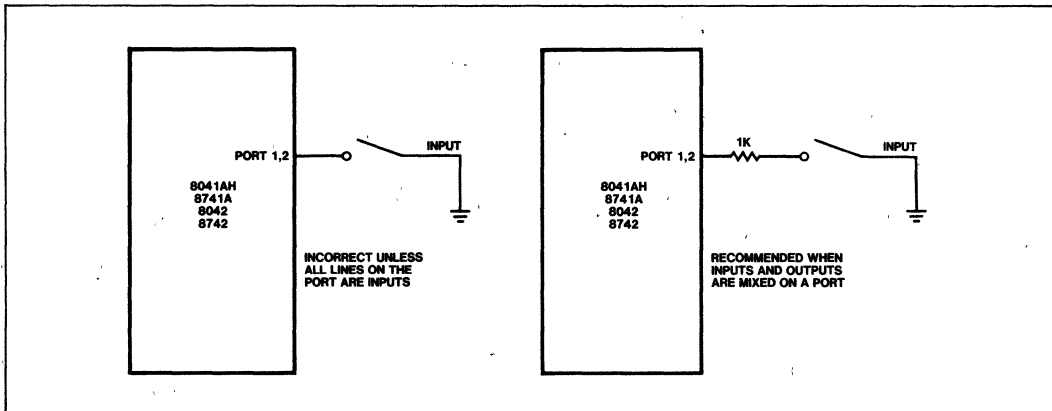 PORT 1,2
INPUT
8041AH
8741A
8042
8742
INCORRECT UNLESS
ALL LINES ON THE
PORT ARE INPUTS
1K
PORT 1,2
INPUT
8041AH
8741A
8042
8742
RECOMMENDED WHEN
INPUTS AND OUTPUTS
ARE MIXED ON A PORT